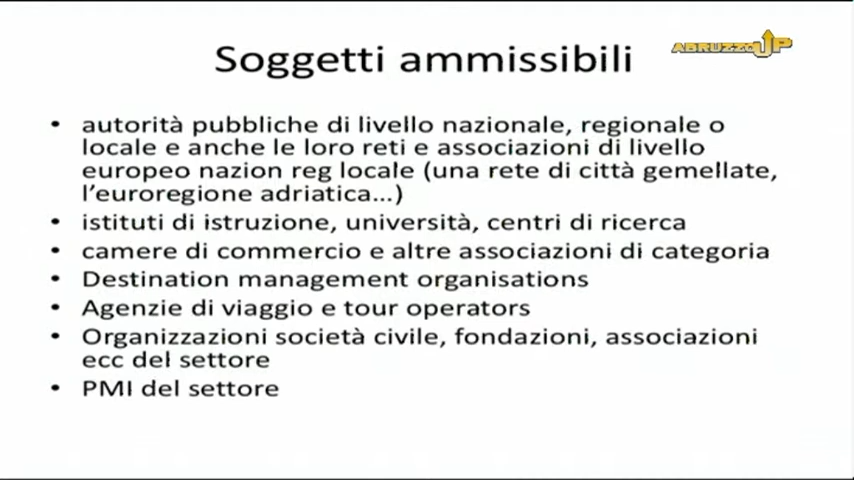 Soggetti ammissibili
ABRUZZOUP
• autorità pubbliche di livello nazionale, regionale o
locale e anche le loro reti e associazioni di livello
europeo nazion reg locale (una rete di città gemellate,
l'euroregione adriatica...)
• istituti di istruzione, università, centri di ricerca
• camere di commercio e altre associazioni di categoria
• Destination management organisations
• Agenzie di viaggio e tour operators
• Organizzazioni società civile, fondazioni, associazioni
ecc del settore
• PMI del settore